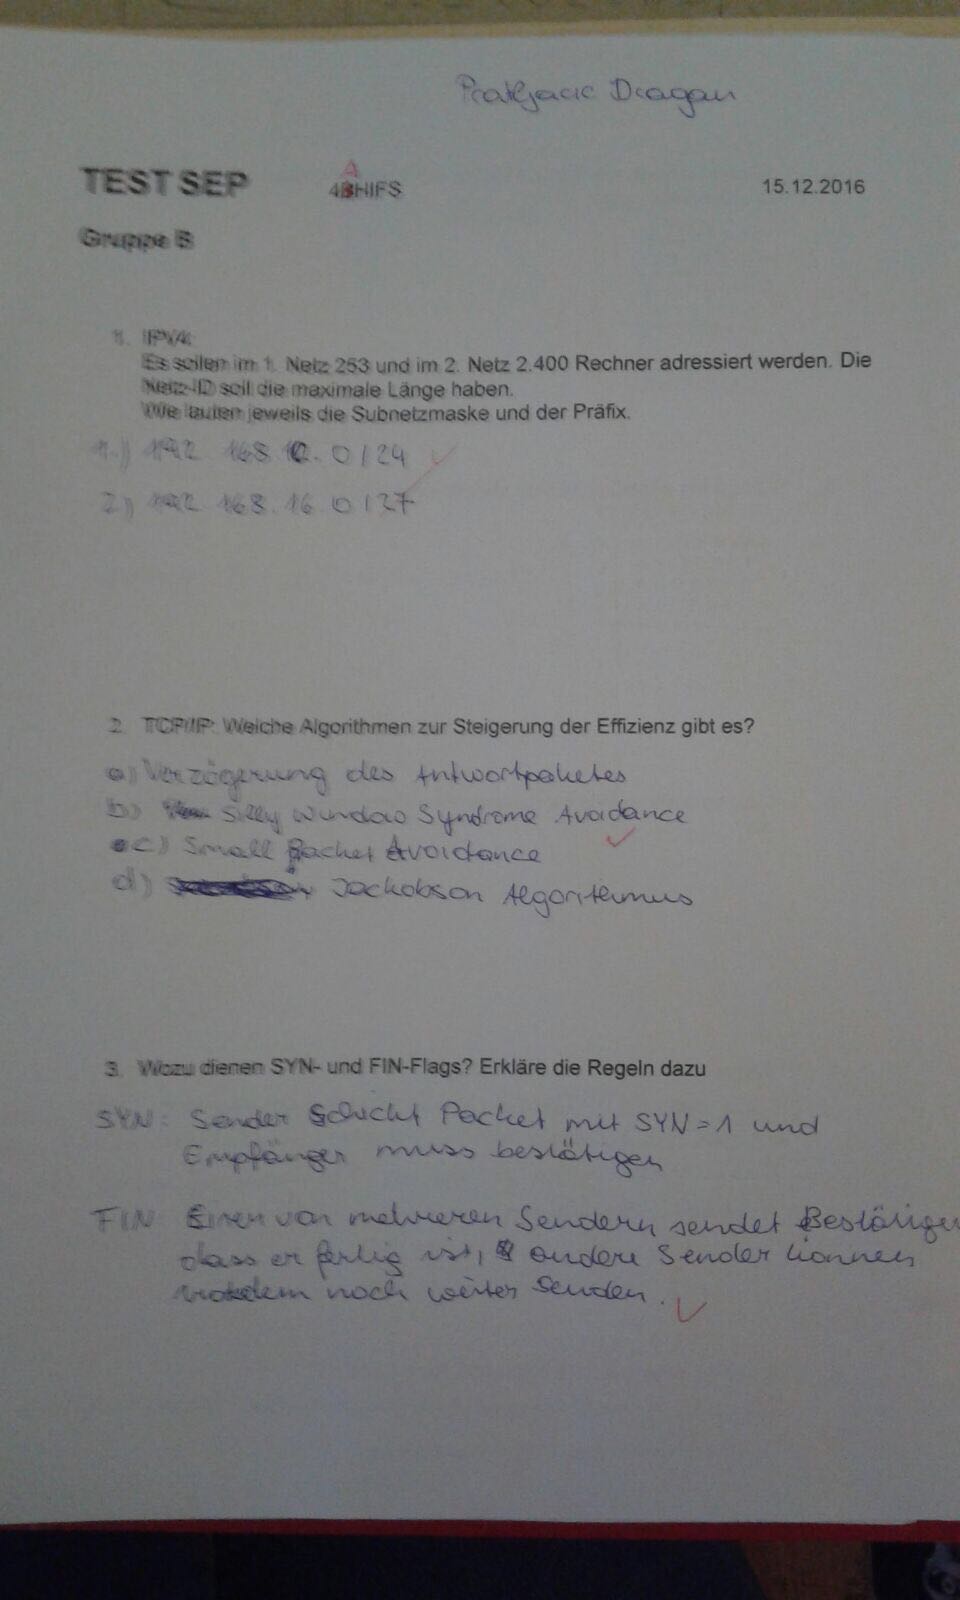 Dragan
TEST SEP 4AHIFS 15.12.2016
Gruppe B
1. IPV4:
Es sollen im 1. Netz 253 und im 2. Netz 2.400 Rechner adressiert werden. Die
Netz-ID soll die maximale Länge haben.
Wie lauten jeweils die Subnetzmaske und der Präfix.
1.) 192 168 . 0 / 24
2) 192 168. 16 0 / 27
2. TCP/IP: Welche Algorithmen zur Steigerung der Effizienz gibt es?
a) Verzögerung des Antwortpaketes
b) Silly Window Syndrome Avoidance
c) Small Packet Avoidance
d) Jackobson Algorithmus
3. Wozu dienen SYN- und FIN-Flags? Erkläre die Regeln dazu
SYN: Sender Schickt Packet mit SYN=1 und
Empfänger muss bestätigen
FIN: Einer von mehreren Sendern sendet
dass er fertig ist, andere Sender können
trotzdem noch weiter senden.